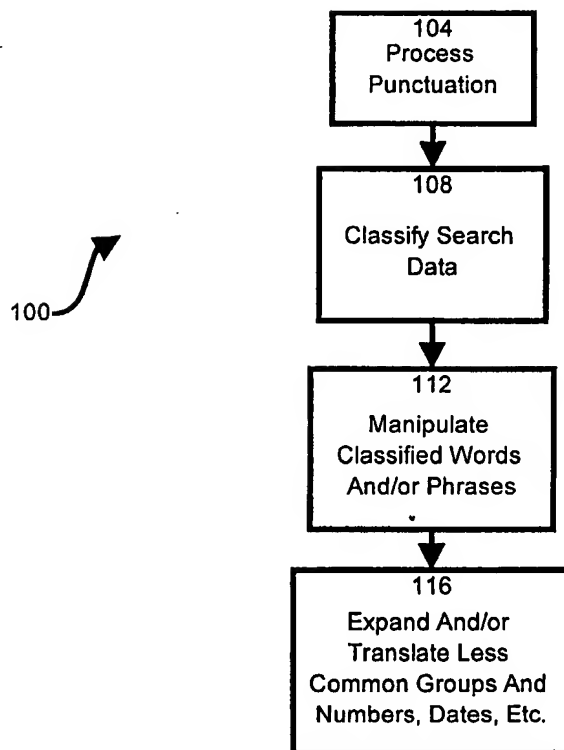 104
Process
Punctuation
108
Classify Search
Data
100
112
Manipulate
Classified Words
And/or Phrases
116
Expand And/or
Translate Less
Common Groups And
Numbers, Dates, Etc.